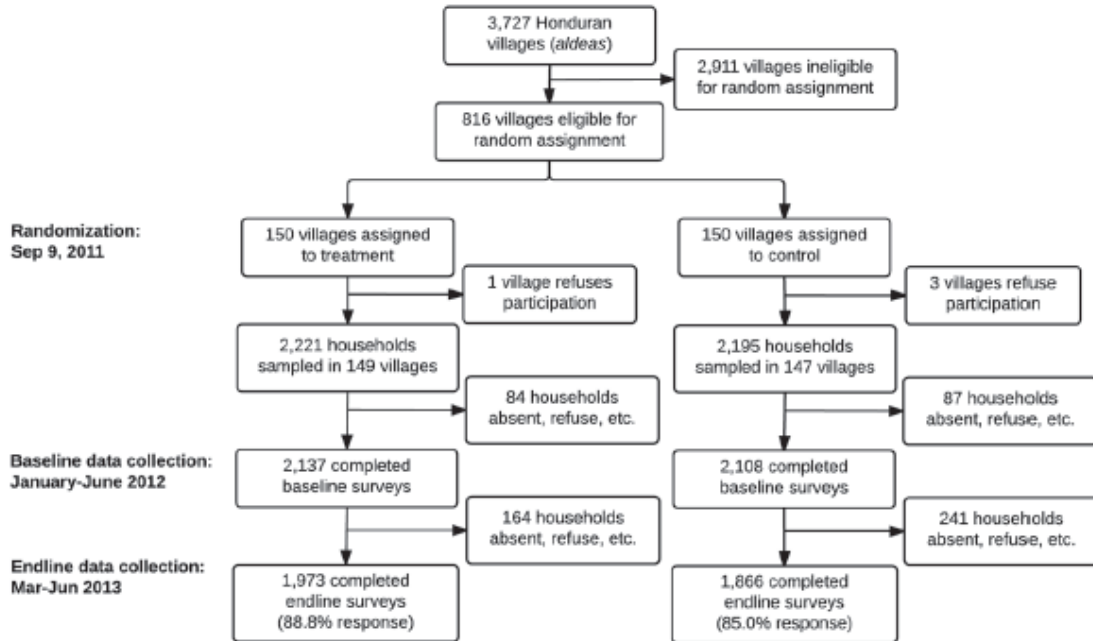 3,727 Honduran
villages (aldeas)
2,911 villages ineligible
for random assignment
816 villages eligible for
random assignment
Randomization:
Sep 9, 2011
150 villages assigned
to treatment
150 villages assigned
to control
1 village refuses
participation
3 villages refuse
participation
2,221 households
sampled in 149 villages
2,195 households
sampled in 147 villages
84 households
absent, refuse, etc.
87 households
absent, refuse, etc.
Baseline data collection:
January-June 2012
2,137 completed
baseline surveys
2,108 completed
baseline surveys
164 households
absent, refuse, etc.
241 households
absent, refuse, etc.
Endline data collection:
Mar-Jun 2013
1,973 completed
endline surveys
(88.8% response)
1,866 completed
endline surveys
(85.0% response)